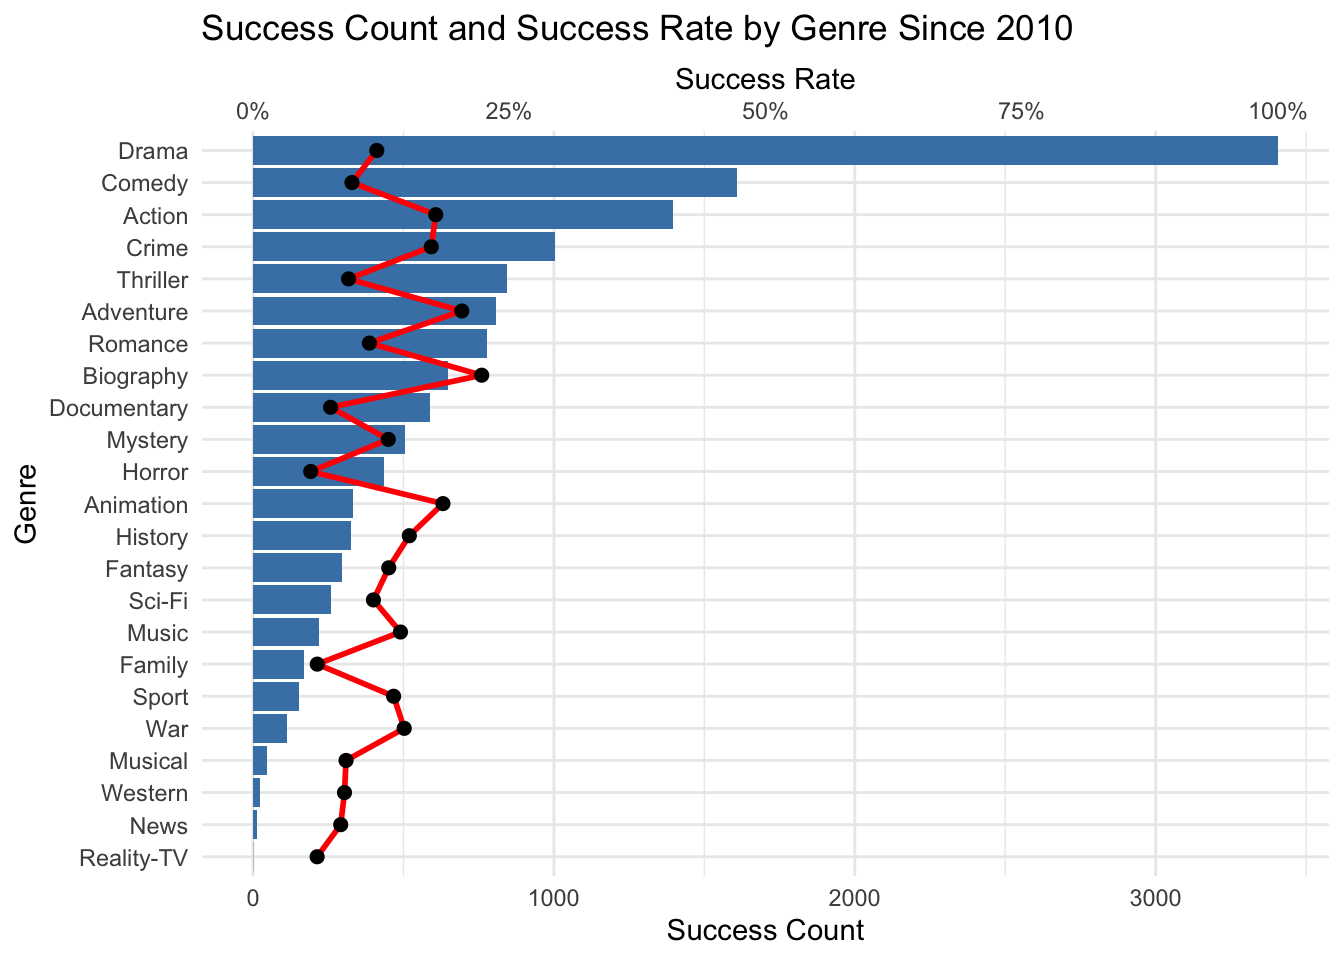 Success Count and Success Rate by Genre Since 2010
Success Rate
0% 25% 50% 75% 100%
Drama
Comedy
Action
Crime
Thriller
Adventure
Romance
Biography
Documentary
Mystery
Horror
Animation
History
Fantasy
Sci-Fi
Music
Family
Sport
War
Musical
Western
News
Reality-TV
Genre
0 1000 2000 3000
Success Count